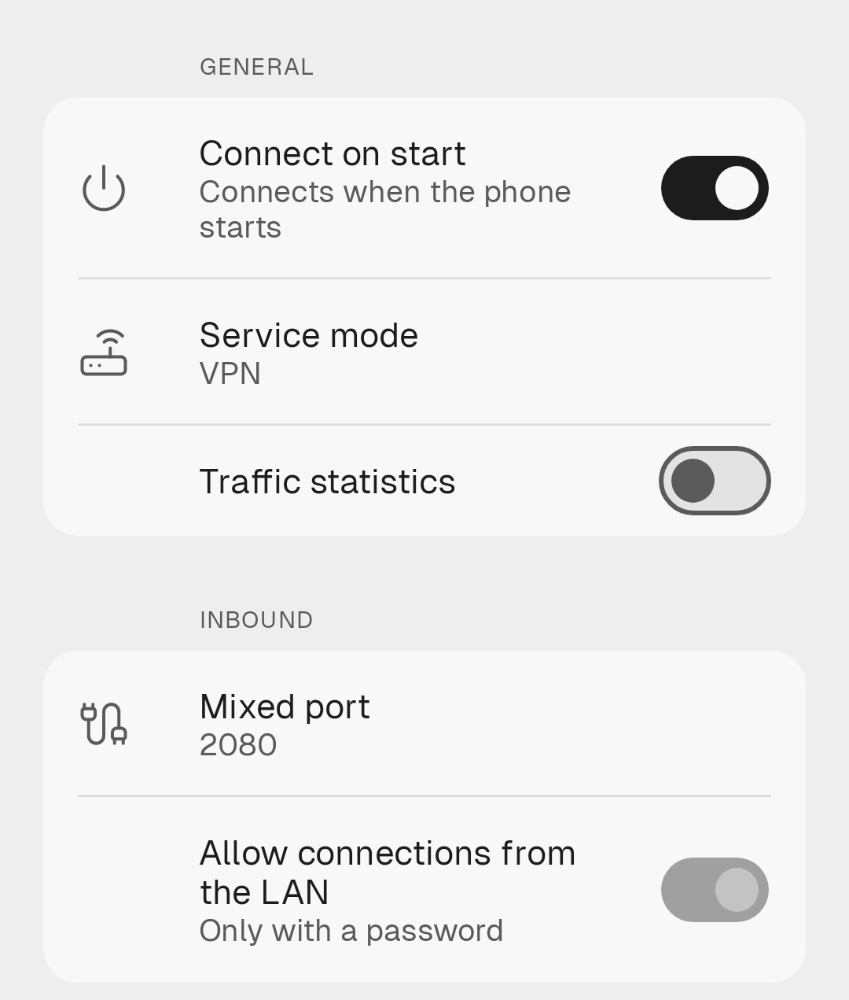 GENERAL
Connect on start
Connects when the phone
starts
Service mode
VPN
Traffic statistics
INBOUND
Mixed port
2080
Allow connections from
the LAN
Only with a password